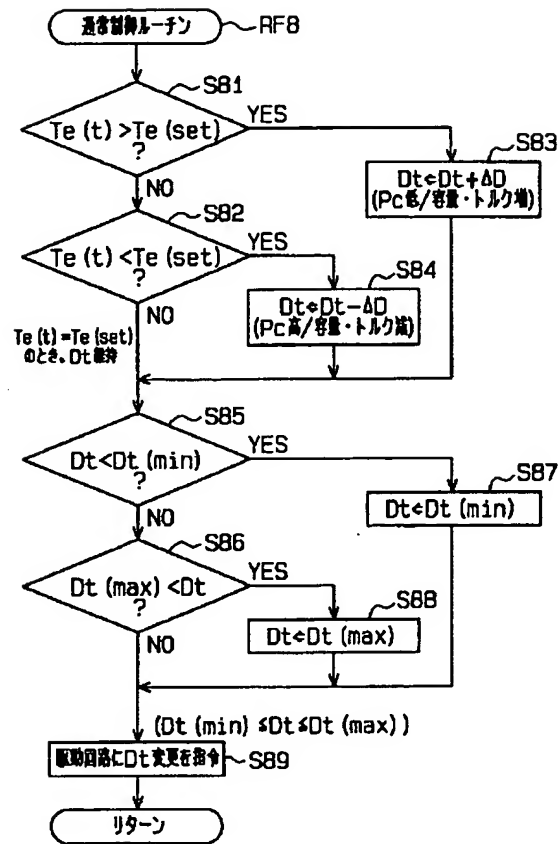 通常制御ルーチン
RF8
S81
Te(t)>Te(set)
?
YES
NO
S83
Dt←Dt+ΔD
(Pc低/容量・トルク増)
S82
Te(t)<Te(set)
?
YES
NO
S84
Dt←Dt-ΔD
(Pc高/容量・トルク減)
Te(t)=Te(set)
のとき、Dt維持
S85
Dt<Dt(min)
?
YES
NO
S87
Dt←Dt(min)
S86
Dt(max)<Dt
?
YES
NO
S88
Dt←Dt(max)
(Dt(min)≦Dt≦Dt(max))
駆動回路にDt変更を指令
S89
リターン